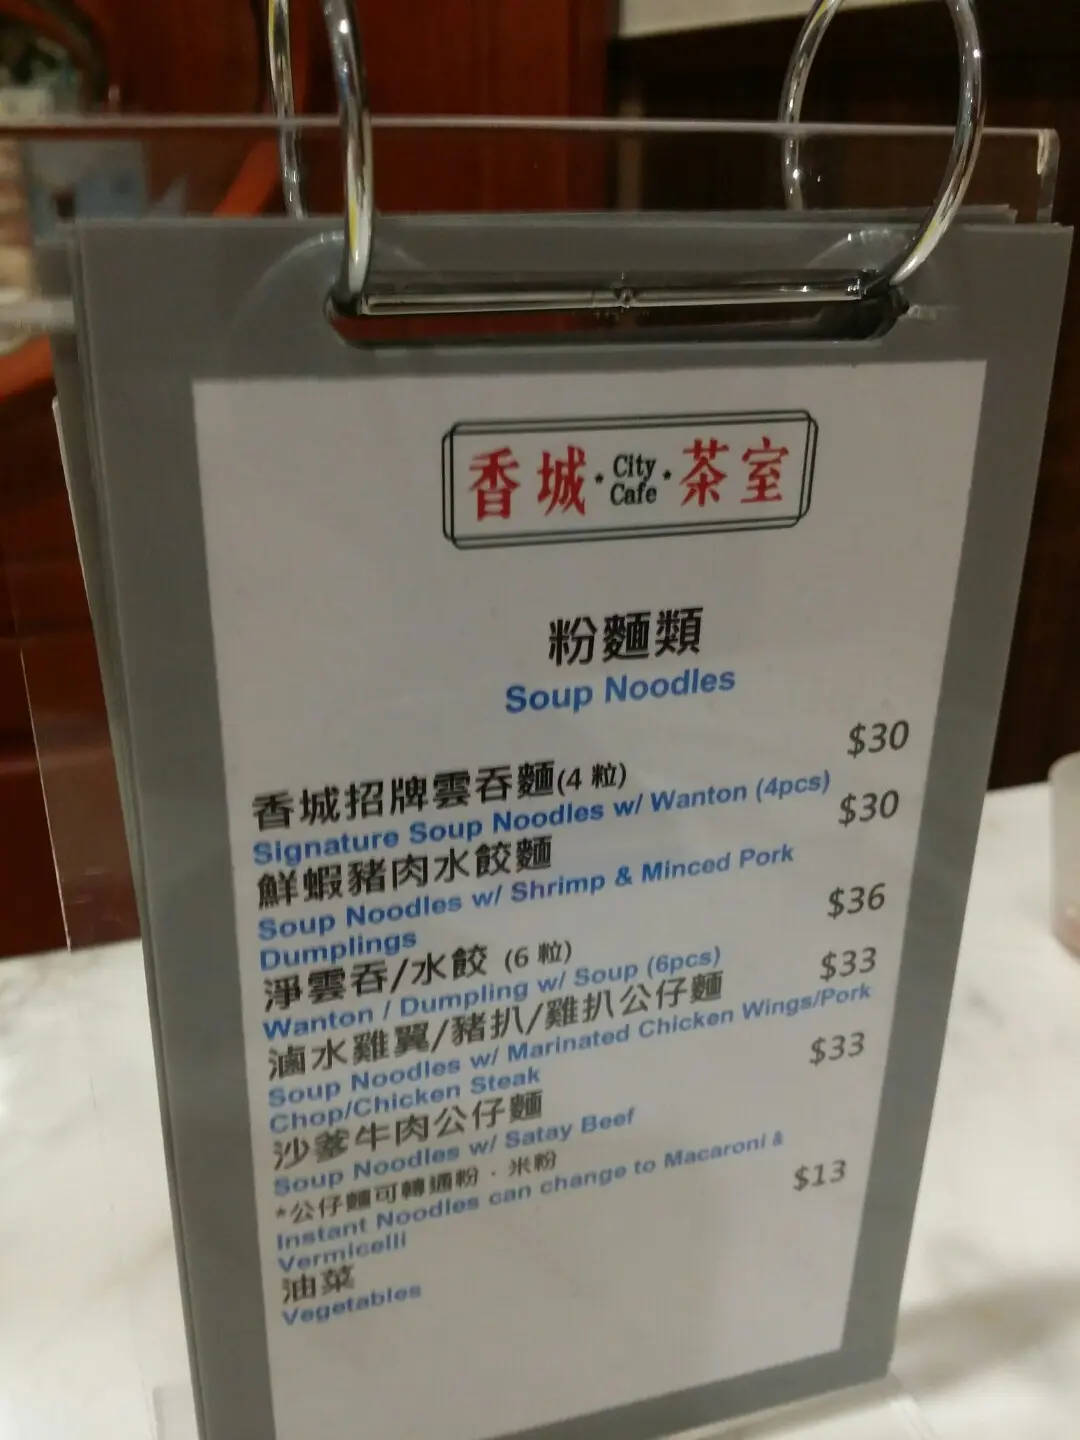 香城 * City Cafe * 茶室
粉麵類
Soup Noodles
$30
香城招牌雲吞麵(4 粒)
Signature Soup Noodles w/ Wanton (4pcs)
$30
鮮蝦豬肉水餃麵
Soup Noodles w/ Shrimp & Minced Pork
Dumplings
$36
淨雲吞/水餃 (6 粒)
Wanton / Dumpling w/ Soup (6pcs)
$33
滷水雞翼/豬扒/雞扒公仔麵
Soup Noodles w/ Marinated Chicken Wings/Pork
Chop/Chicken Steak
$33
沙爹牛肉公仔麵
Soup Noodles w/ Satay Beef
*公仔麵可轉通粉．米粉
Instant Noodles can change to Macaroni &
Vermicelli
$13
油菜
Vegetables